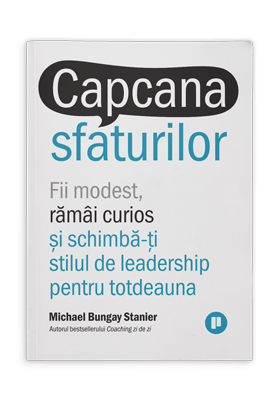 Capcana
sfaturilor
Fii modest,
rămâi curios
și schimbă-ți
stilul de leadership
pentru totdeauna
Michael Bungay Stanier
Autorul bestsellerului Coaching zi de zi